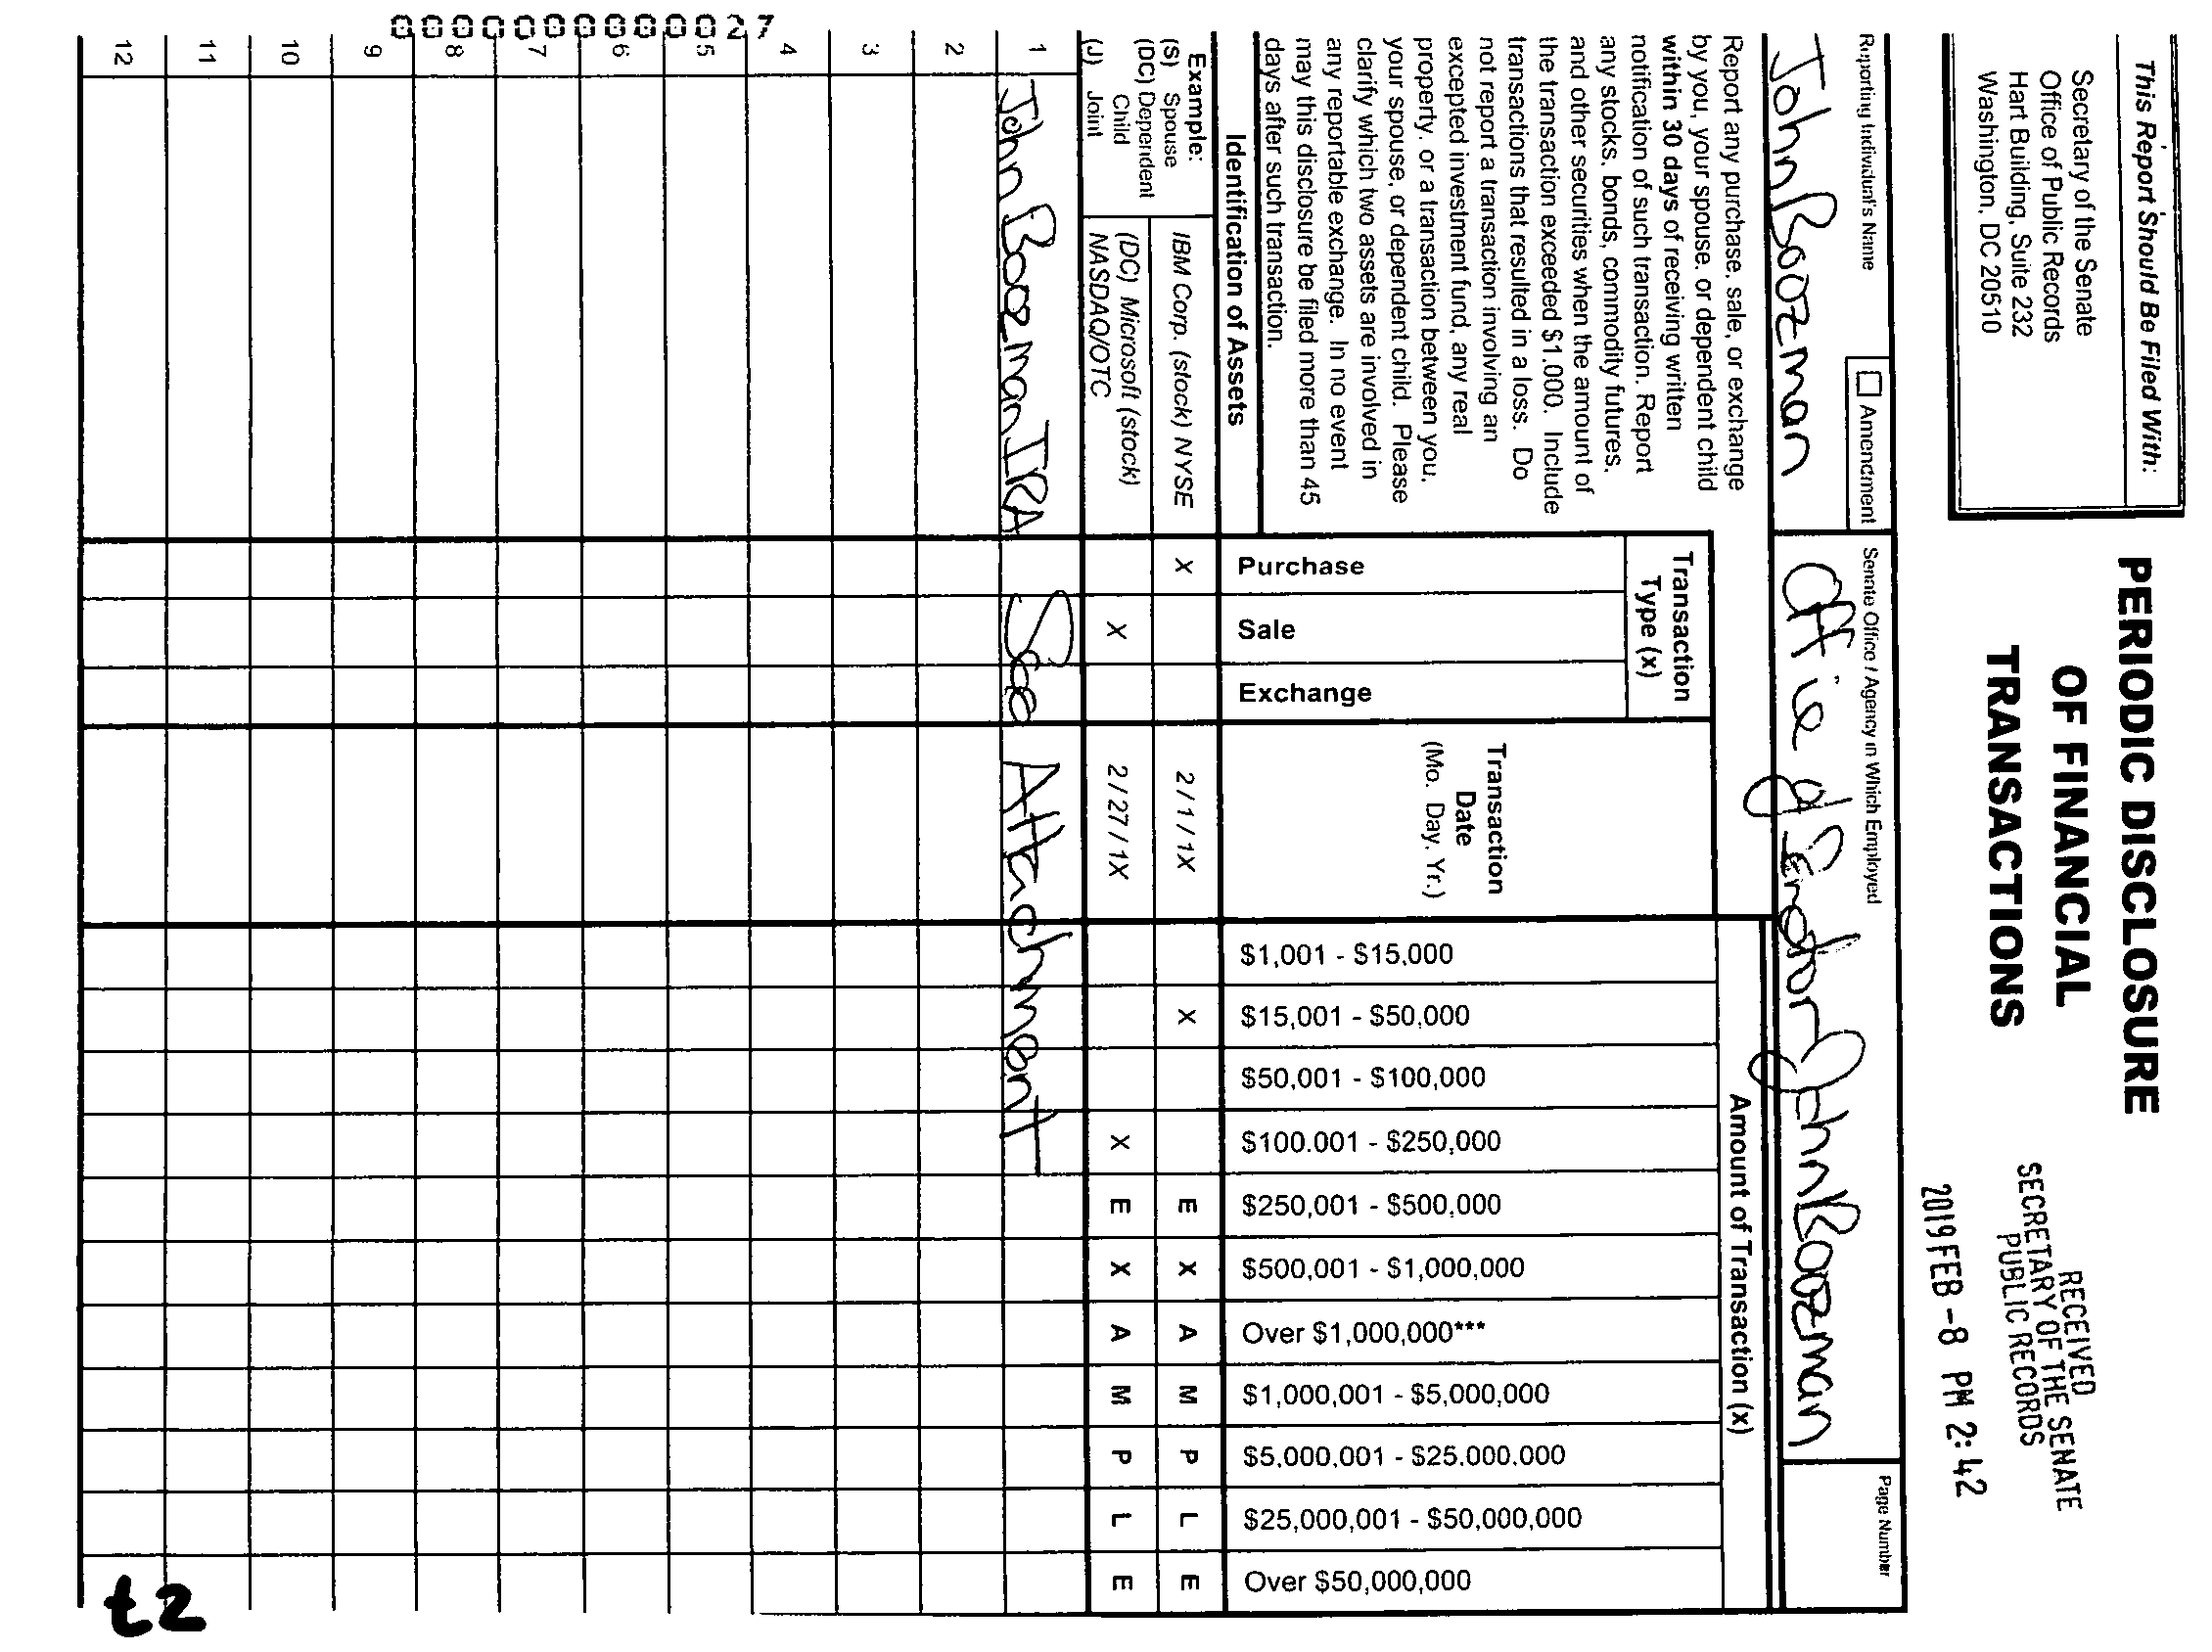 This Report Should Be Filed With:
Secretary of the Senate
Office of Public Records
Hart Building, Suite 232
Washington, DC 20510
PERIODIC DISCLOSURE
OF FINANCIAL
TRANSACTIONS
RECEIVED
SECRETARY OF THE SENATE
PUBLIC RECORDS
2019 FEB -8 PM 2:42
Reporting Individual's Name
Amendment
John Boozman
Senate Office / Agency in Which Employed
Office of Senator John Boozman
Page Number
Report any purchase, sale, or exchange
by you, your spouse, or dependent child
within 30 days of receiving written
notification of such transaction. Report
any stocks, bonds, commodity futures,
and other securities when the amount of
the transaction exceeded $1,000. Include
transactions that resulted in a loss. Do
not report a transaction involving an
excepted investment fund, any real
property, or a transaction between you,
your spouse, or dependent child. Please
clarify which two assets are involved in
any reportable exchange. In no event
may this disclosure be filed more than 45
days after such transaction.
Identification of Assets
Transaction
Type (x)
Purchase
Sale
Exchange
Transaction
Date
(Mo. Day. Yr.)
Amount of Transaction (x)
$1,001 - $15,000
$15,001 - $50,000
$50,001 - $100,000
$100.001 - $250,000
$250,001 - $500,000
$500,001 - $1,000,000
Over $1,000,000***
$1,000,001 - $5,000,000
$5,000,001 - $25.000.000
$25,000,001 - $50,000,000
Over $50,000,000
Example:
(S) Spouse
(DC) Dependent
Child
(J) Joint
IBM Corp. (stock) NYSE X 2/1/1X X E X A M P L E
(DC) Microsoft (stock)
NASDAQ/OTC X 2/27/1X X E X A M P L E
1 John Boozman IRA See Attachment
2
3
4
5
6
7
8
9
10
11
12
000000000027